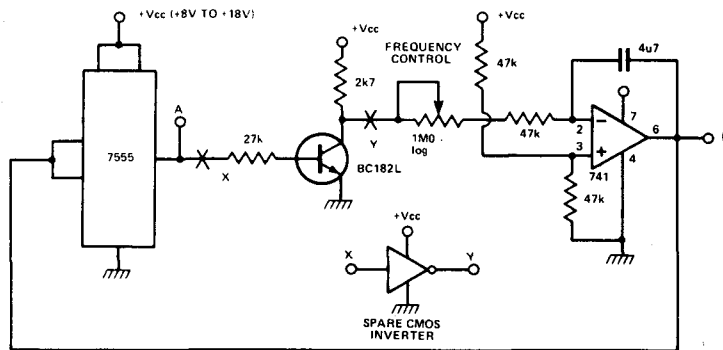 +Vcc (+8V TO +18V)
7555
A
X
27k
+Vcc
2k7
BC182L
Y
FREQUENCY
CONTROL
1M0
log
+Vcc
47k
47k
4u7
2
3
7
6
4
741
47k
+Vcc
X
Y
SPARE CMOS
INVERTER